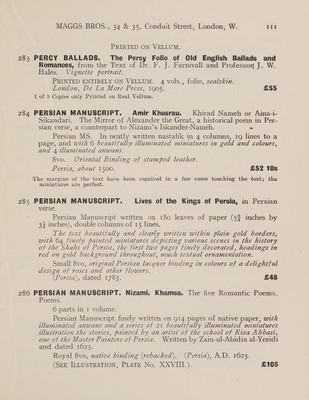 MAGGS BROS., 34 & 35, Conduit Street, London, W. 111
PRINTED ON VELLUM.
283 PERCY BALLADS. The Percy Folio of Old English Ballads and
Romances, from the Text of Dr. F. J. Furnivall and Professor J. W.
Hales. Vignette portrait.
PRINTED ENTIRELY ON VELLUM. 4 vols., folio, sealskin.
London, De La More Press, 1905. £55
1 of 5 Copies only Printed on Real Vellum.
284 PERSIAN MANUSCRIPT. Amir Khusrau. Khirad Nameh or Aina-i-
Sikandari. The Mirror of Alexander the Great, a historical poem in Per-
sian verse, a counterpart to Nizami's Iskander-Nameh.
Persian MS. In neatly written nastalik in 4 columns, 19 lines to a
page, and with 6 beautifully illuminated miniatures in gold and colours,
and 4 illuminated anwans.
8vo. Oriental Binding of stamped leather.
Persia, about 1500. £52 10s
The margins of the text have been repaired in a few cases touching the text; the
miniatures are perfect.
285 PERSIAN MANUSCRIPT. Lives of the Kings of Persia, in Persian
verse.
Persian Manuscript written on 180 leaves of paper (5¾ inches by
3¼ inches), double columns of 15 lines.
The text beautifully and clearly written within plain gold borders,
with 64 finely painted miniatures depicting various scenes in the history
of the Shahs of Persia, the first two pages finely decorated, headings in
red on gold background throughout, much textual ornamentation.
Small 8vo, original Persian lacquer binding in colours of a delightful
design of roses and other flowers.
(Persia), dated 1783. £48
286 PERSIAN MANUSCRIPT. Nizami. Khamsa. The five Romantic Poems.
Poems.
6 parts in 1 volume.
Persian Manuscript finely written on 914 pages of native paper, with
illuminated anwans and a series of 21 beautifully illuminated miniatures
illustration the stories, painted by an artist of the school of Riza Abbasi,
one of the Master Painters of Persia. Written by Zain-ul-Abidin al-Yezidi
and dated 1623.
Royal 8vo, native binding (rebacked). (Persia), A.D. 1623.
(SEE ILLUSTRATION, PLATE NO. XXVIII.). £105